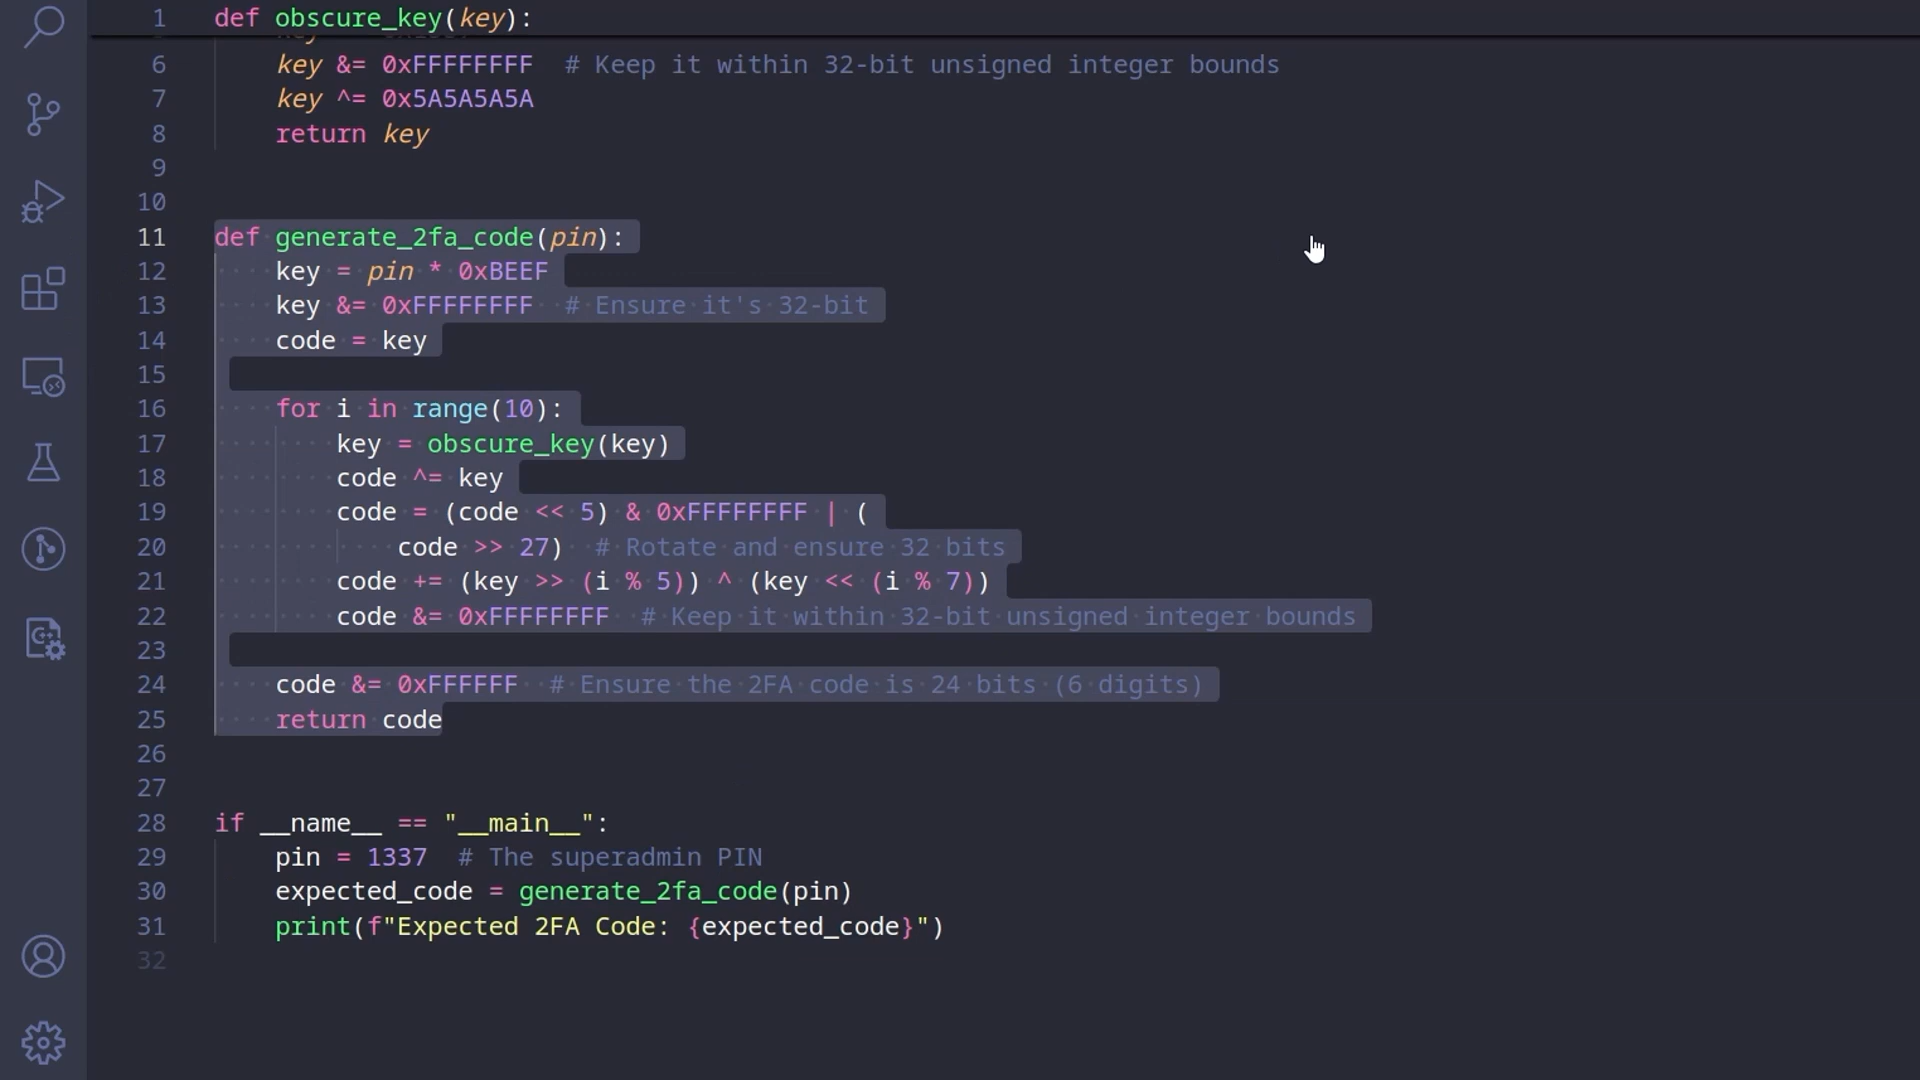 1 def obscure_key(key):
6 key &= 0xFFFFFFFF # Keep it within 32-bit unsigned integer bounds
7 key ^= 0x5A5A5A5A
8 return key
9
10
11 def generate_2fa_code(pin):
12 key = pin * 0xBEEF
13 key &= 0xFFFFFFFF # Ensure it's 32-bit
14 code = key
15
16 for i in range(10):
17 key = obscure_key(key)
18 code ^= key
19 code = (code << 5) & 0xFFFFFFFF | (
20 code >> 27) # Rotate and ensure 32 bits
21 code += (key >> (i % 5)) ^ (key << (i % 7))
22 code &= 0xFFFFFFFF # Keep it within 32-bit unsigned integer bounds
23
24 code &= 0xFFFFFF # Ensure the 2FA code is 24 bits (6 digits)
25 return code
26
27
28 if __name__ == "__main__":
29 pin = 1337 # The superadmin PIN
30 expected_code = generate_2fa_code(pin)
31 print(f"Expected 2FA Code: {expected_code}")
32